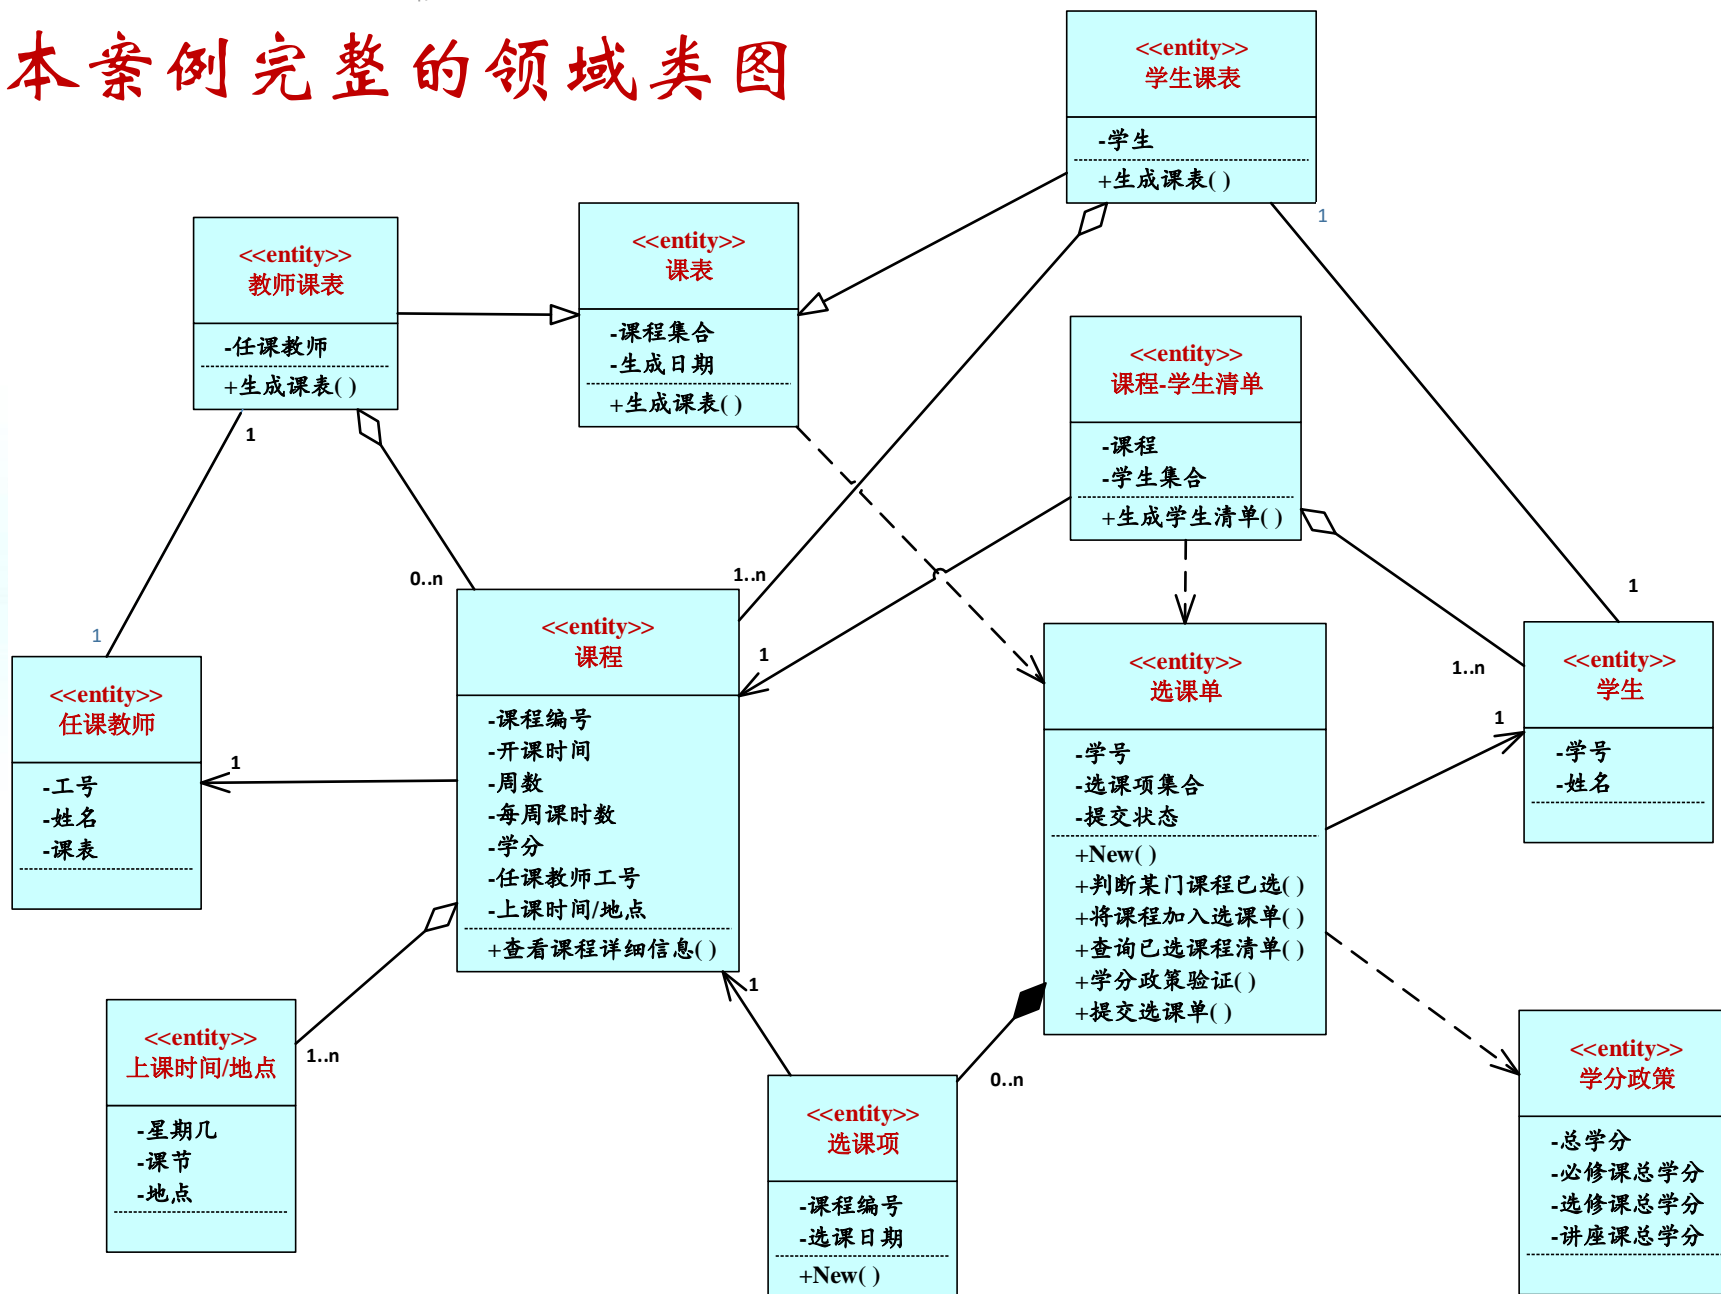 本案例完整的领域类图
<<entity>>
学生课表
-学生
+生成课表( )
1
<<entity>>
教师课表
-任课教师
+生成课表( )
1
<<entity>>
课表
-课程集合
-生成日期
+生成课表( )
<<entity>>
课程-学生清单
-课程
-学生集合
+生成学生清单( )
0..n
1..n
1
1
1
1..n
<<entity>>
任课教师
-工号
-姓名
-课表
1
<<entity>>
课程
-课程编号
-开课时间
-周数
-每周课时数
-学分
-任课教师工号
-上课时间/地点
+查看课程详细信息( )
<<entity>>
选课单
-学号
-选课项集合
-提交状态
+New( )
+判断某门课程已选( )
+将课程加入选课单( )
+查询已选课程清单( )
+学分政策验证( )
+提交选课单( )
<<entity>>
学生
-学号
-姓名
1
<<entity>>
上课时间/地点
-星期几
-课节
-地点
1..n
1
0..n
<<entity>>
选课项
-课程编号
-选课日期
+New( )
<<entity>>
学分政策
-总学分
-必修课总学分
-选修课总学分
-讲座课总学分